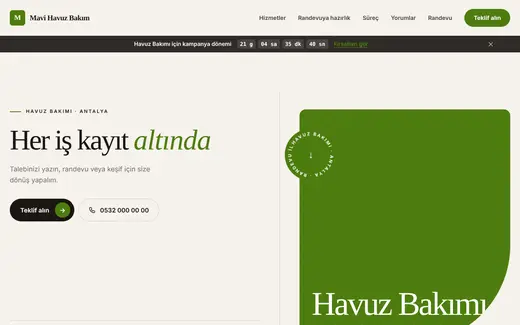 M Mavi Havuz Bakım
Hizmetler Randevuya hazırlık Süreç Yorumlar Randevu Teklif alın
Havuz Bakımı için kampanya dönemi 21 g 04 sa 35 dk 40 sn Fırsatları gör
HAVUZ BAKIMI · ANTALYA
Her iş kayıt altında
Talebinizi yazın, randevu veya keşif için size
dönüş yapalım.
Teklif alın → 0532 000 00 00
HAVUZ BAKIMI · ANTALYA · RANDEVU
Havuz Bakımı